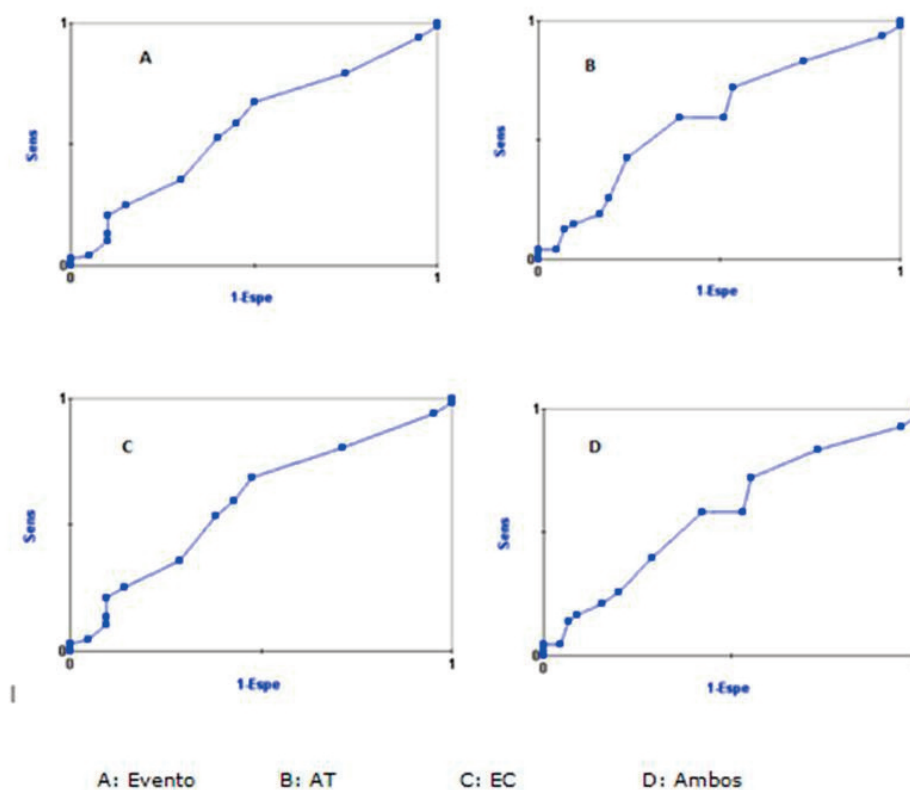 1
A
Sens
0
0
1
1-Espe
1
B
Sens
0
0
1
1-Espe
1
C
Sens
0
0
1
1-Espe
1
D
Sens
0
0
1-Espe
A: Evento B: AT C: EC D: Ambos